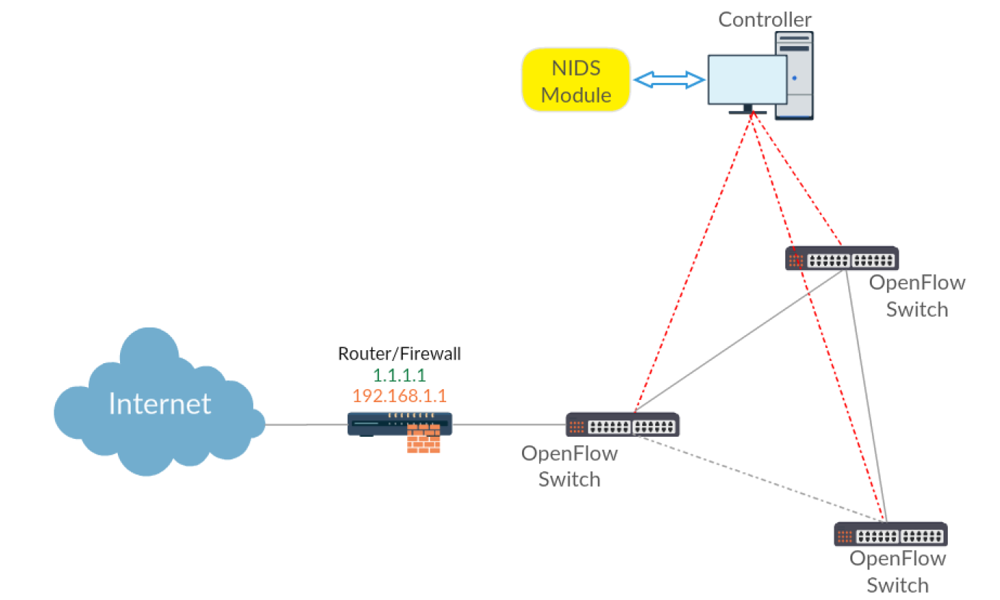 Controller
NIDS
Module
OpenFlow
Switch
Router/Firewall
1.1.1.1
192.168.1.1
Internet
OpenFlow
Switch
OpenFlow
Switch